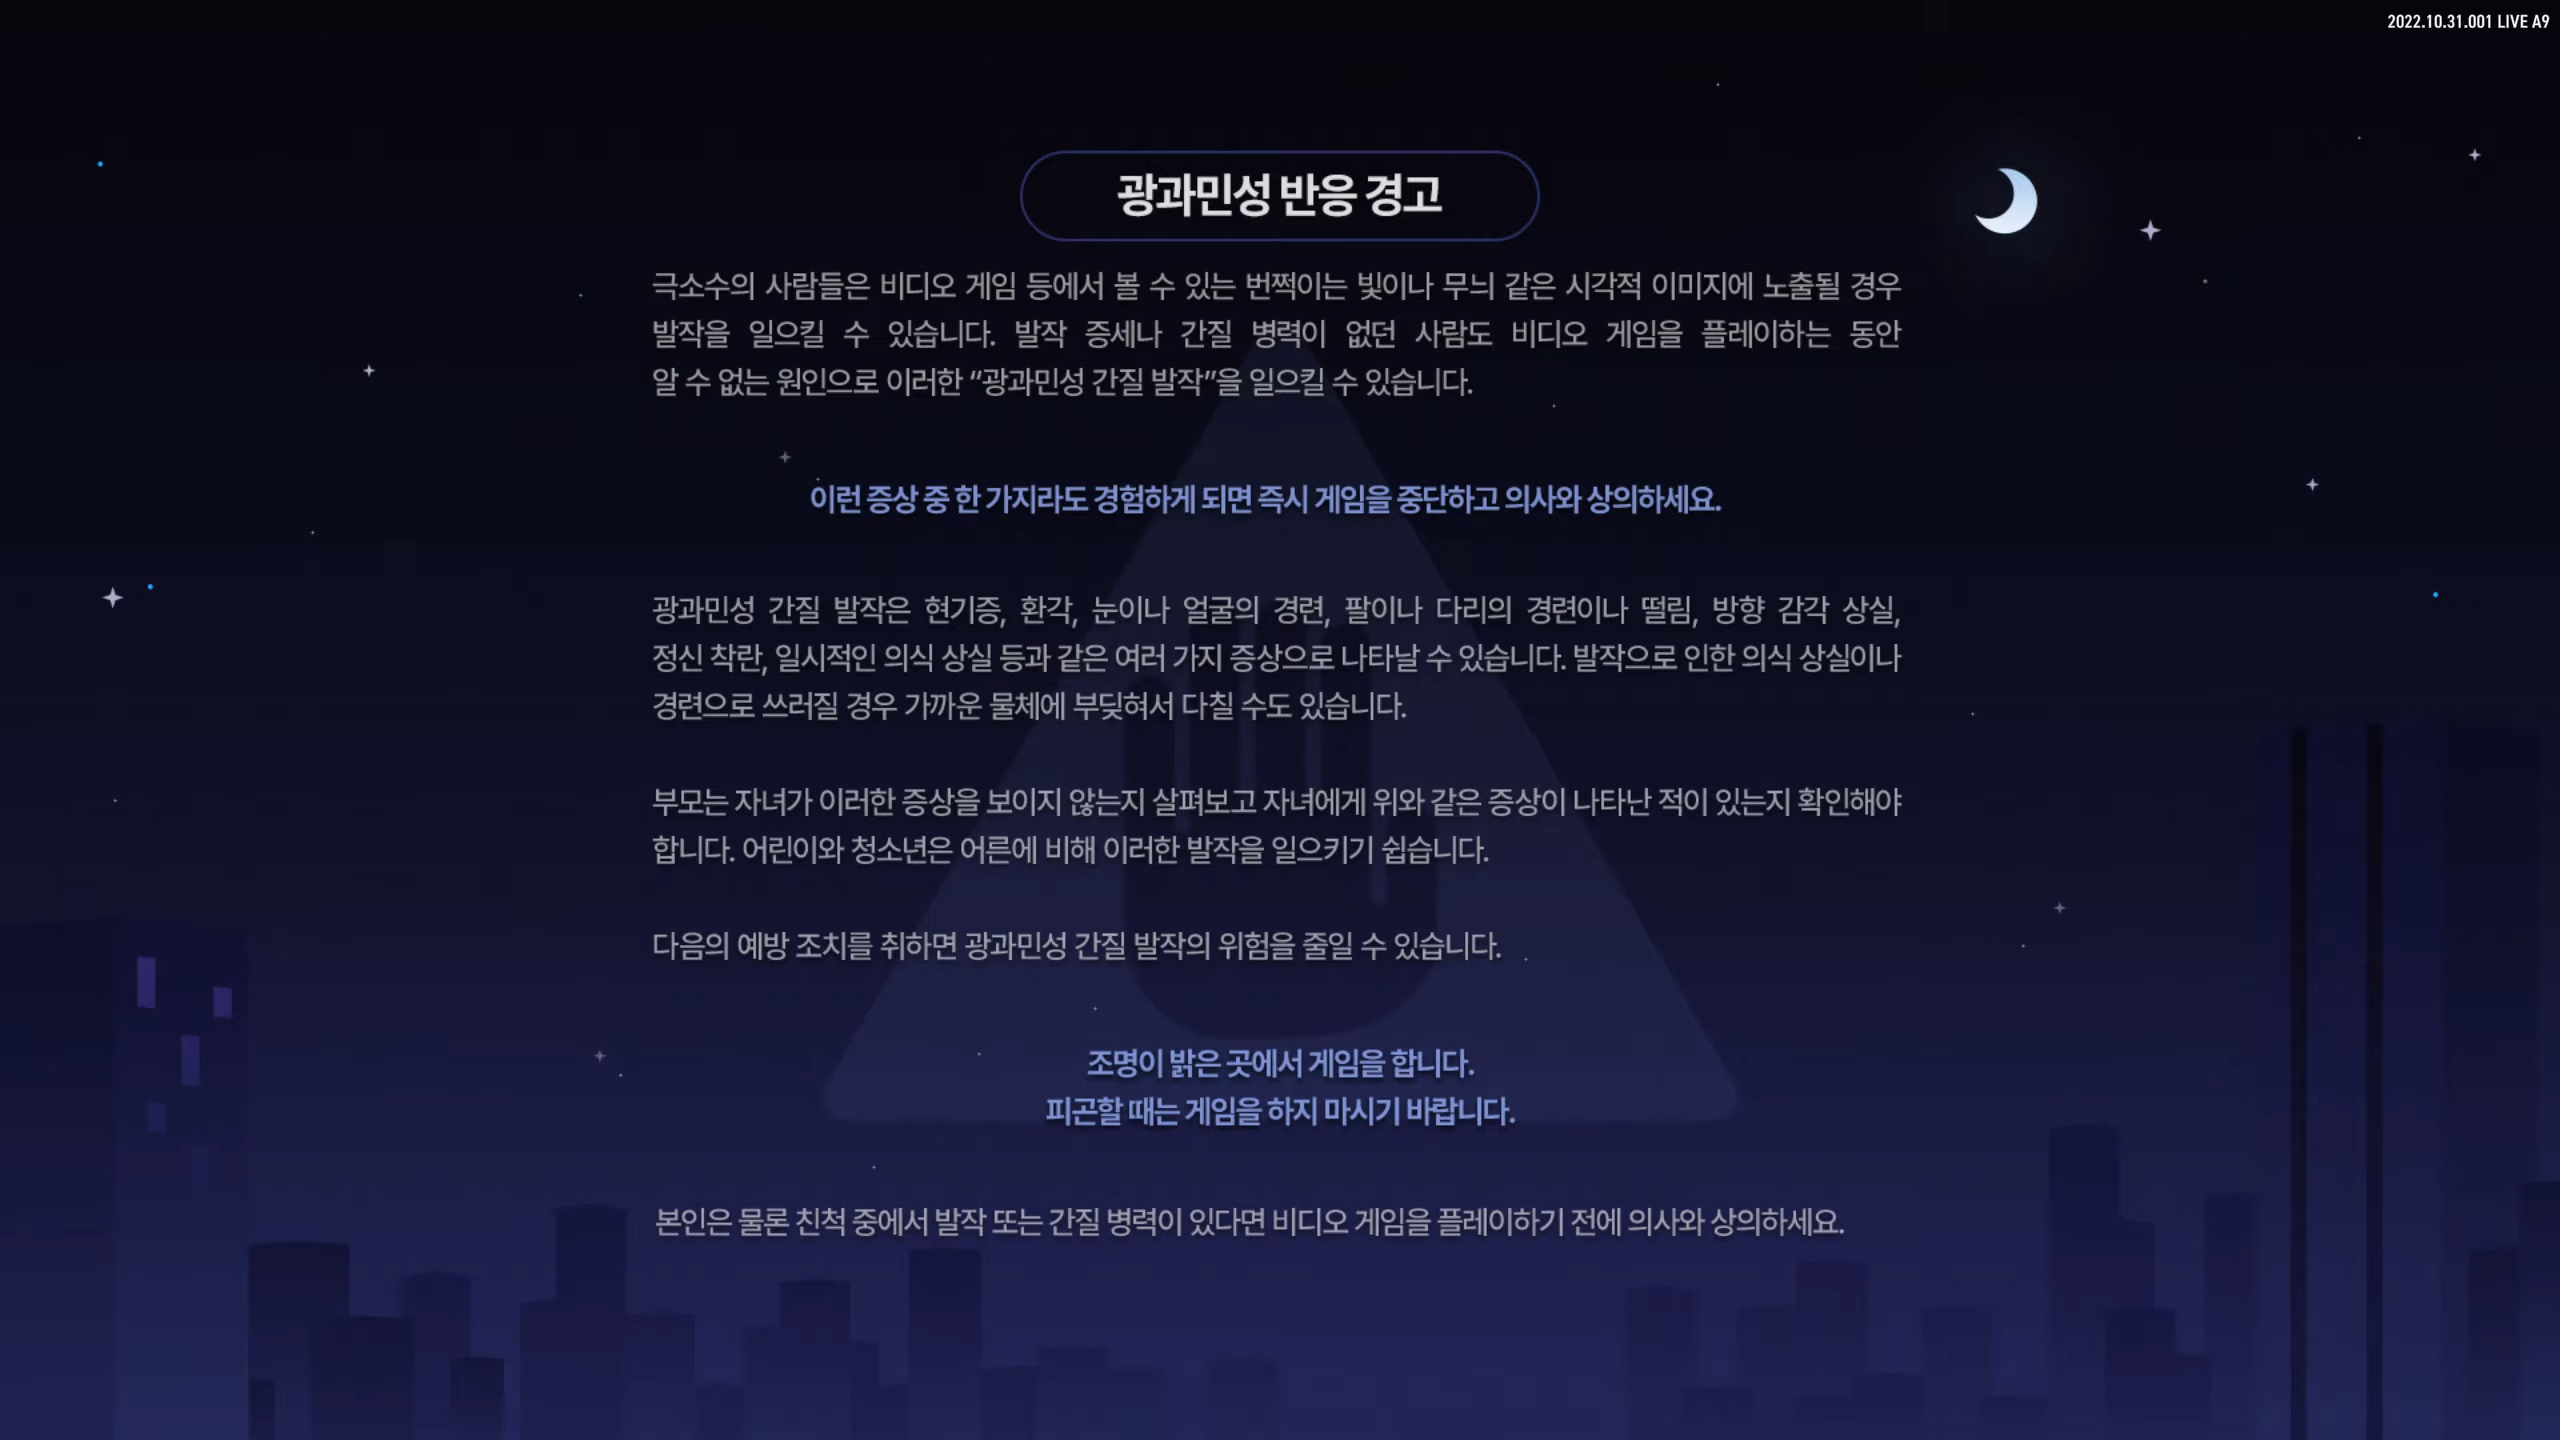 2022.10.31.001 LIVE A9
광과민성 반응 경고
극소수의 사람들은 비디오 게임 등에서 볼 수 있는 번쩍이는 빛이나 무늬 같은 시각적 이미지에 노출될 경우
발작을 일으킬 수 있습니다. 발작 증세나 간질 병력이 없던 사람도 비디오 게임을 플레이하는 동안
알 수 없는 원인으로 이러한 “광과민성 간질 발작”을 일으킬 수 있습니다.
이런 증상 중 한 가지라도 경험하게 되면 즉시 게임을 중단하고 의사와 상의하세요.
광과민성 간질 발작은 현기증, 환각, 눈이나 얼굴의 경련, 팔이나 다리의 경련이나 떨림, 방향 감각 상실,
정신 착란, 일시적인 의식 상실 등과 같은 여러 가지 증상으로 나타날 수 있습니다. 발작으로 인한 의식 상실이나
경련으로 쓰러질 경우 가까운 물체에 부딪혀서 다칠 수도 있습니다.
부모는 자녀가 이러한 증상을 보이지 않는지 살펴보고 자녀에게 위와 같은 증상이 나타난 적이 있는지 확인해야
합니다. 어린이와 청소년은 어른에 비해 이러한 발작을 일으키기 쉽습니다.
다음의 예방 조치를 취하면 광과민성 간질 발작의 위험을 줄일 수 있습니다.
조명이 밝은 곳에서 게임을 합니다.
피곤할 때는 게임을 하지 마시기 바랍니다.
본인은 물론 친척 중에서 발작 또는 간질 병력이 있다면 비디오 게임을 플레이하기 전에 의사와 상의하세요.